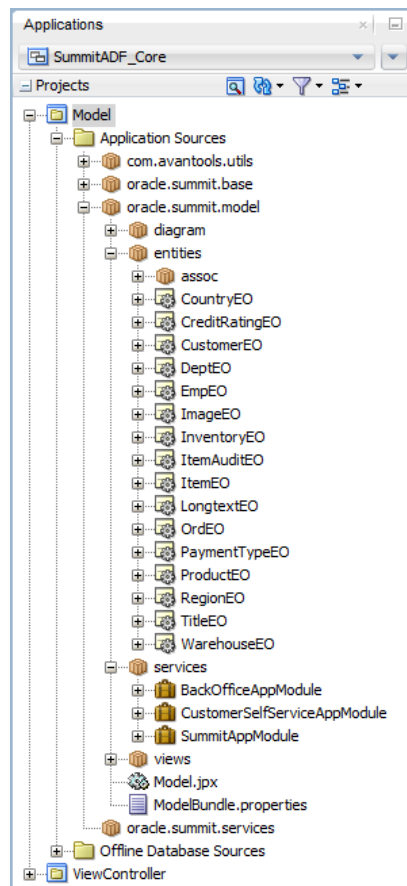 Applications
SummitADF_Core
Projects
Model
Application Sources
com.avantools.utils
oracle.summit.base
oracle.summit.model
diagram
entities
assoc
CountryEO
CreditRatingEO
CustomerEO
DeptEO
EmpEO
ImageEO
InventoryEO
ItemAuditEO
ItemEO
LongtextEO
OrdEO
PaymentTypeEO
ProductEO
RegionEO
TitleEO
WarehouseEO
services
BackOfficeAppModule
CustomerSelfServiceAppModule
SummitAppModule
views
Model.jpx
ModelBundle.properties
oracle.summit.services
Offline Database Sources
ViewController